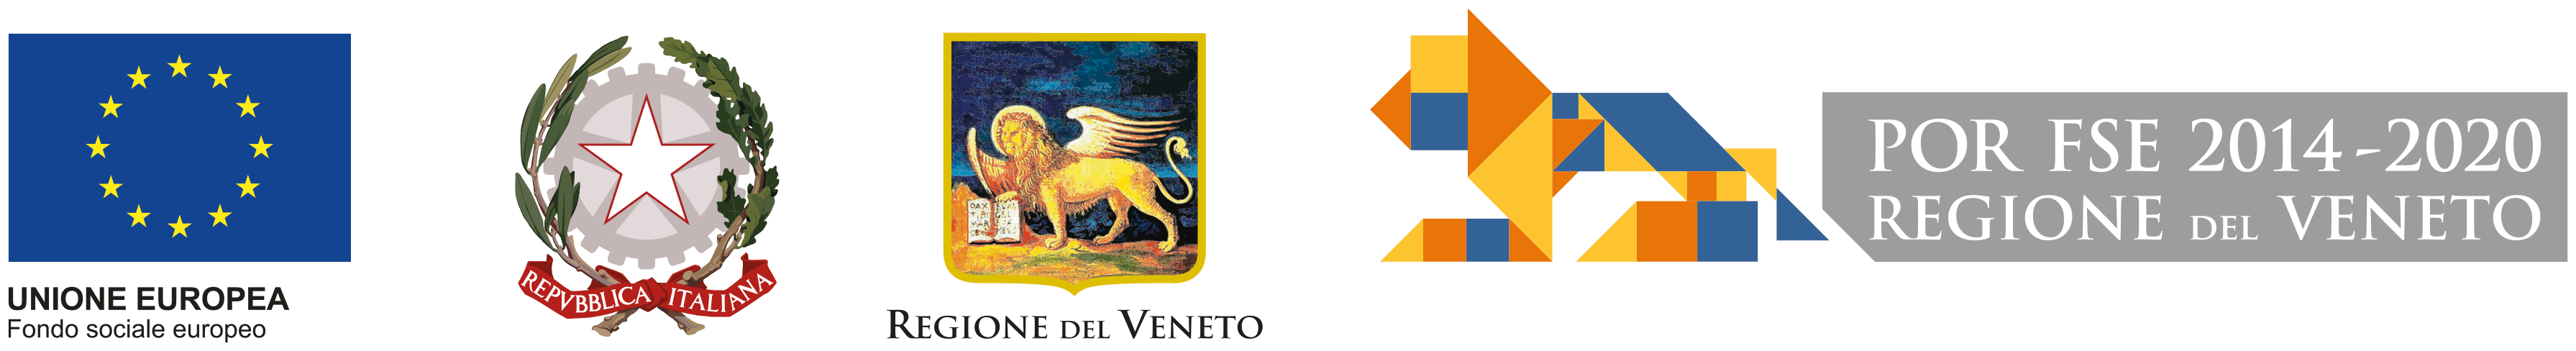 UNIONE EUROPEA
Fondo sociale europeo
REPVBBLICA ITALIANA
REGIONE DEL VENETO
POR FSE 2014-2020
REGIONE DEL VENETO